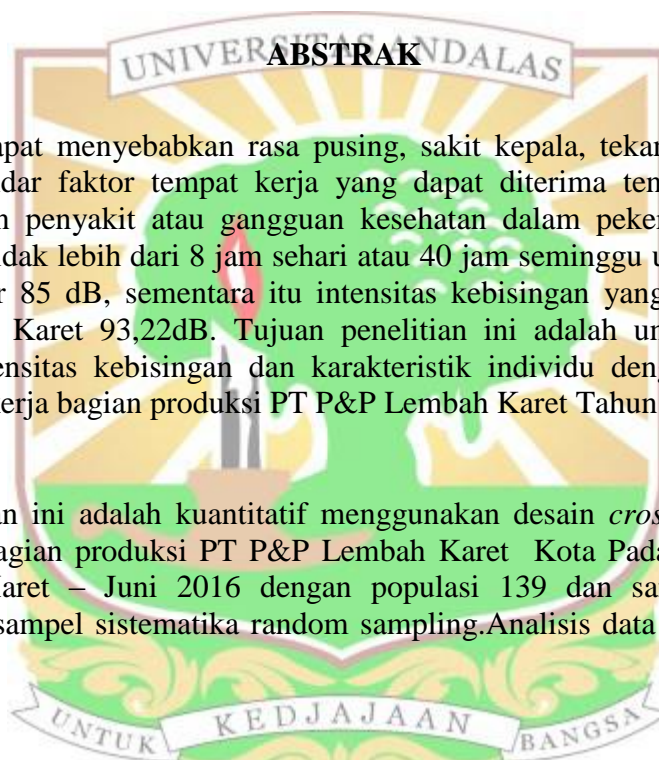 UNIVERSITAS ANDALAS
ABSTRAK
apat menyebabkan rasa pusing, sakit kepala, tekan
dar faktor tempat kerja yang dapat diterima ten
n penyakit atau gangguan kesehatan dalam peker
idak lebih dari 8 jam sehari atau 40 jam seminggu u
r 85 dB, sementara itu intensitas kebisingan yang
Karet 93,22dB. Tujuan penelitian ini adalah un
ensitas kebisingan dan karakteristik individu deng
erja bagian produksi PT P&P Lembah Karet Tahun
an ini adalah kuantitatif menggunakan desain cros
agian produksi PT P&P Lembah Karet Kota Pada
aret – Juni 2016 dengan populasi 139 dan sa
sampel sistematika random sampling.Analisis data
UNTUK KEDJAJAAN BANGSA